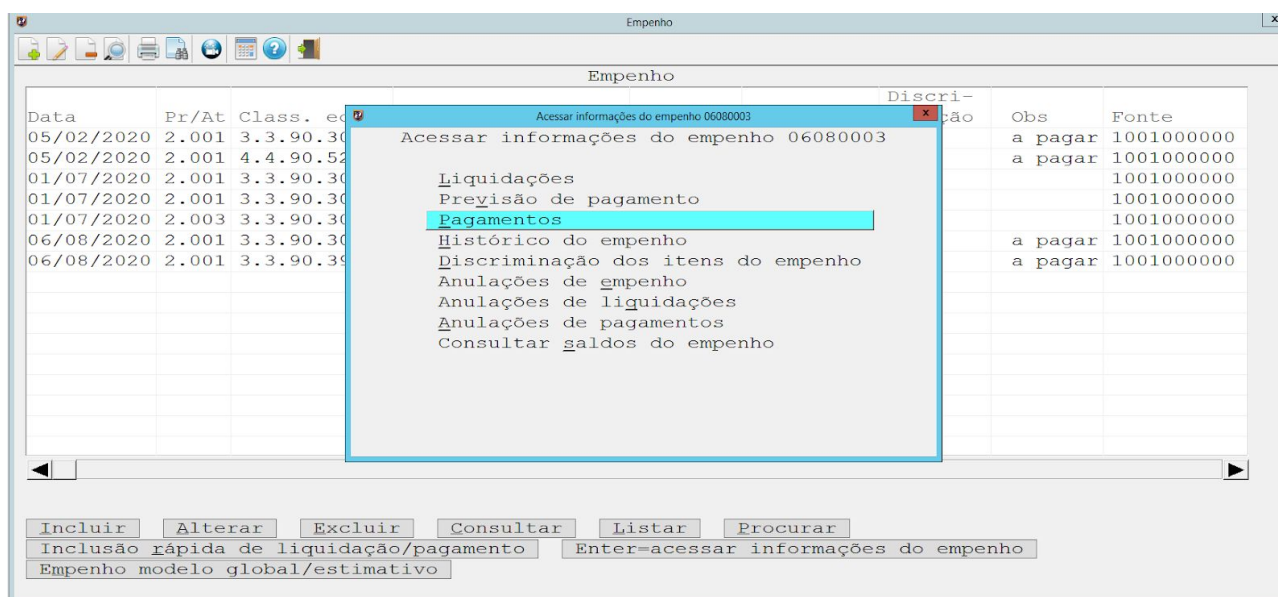 Empenho
x
Empenho
Discri-
Data Pr/At Class. ec ção Obs Fonte
05/02/2020 2.001 3.3.90.30 a pagar 1001000000
05/02/2020 2.001 4.4.90.52 a pagar 1001000000
01/07/2020 2.001 3.3.90.30 1001000000
01/07/2020 2.001 3.3.90.30 1001000000
01/07/2020 2.003 3.3.90.30 1001000000
06/08/2020 2.001 3.3.90.30 a pagar 1001000000
06/08/2020 2.001 3.3.90.39 a pagar 1001000000
Acessar informações do empenho 06080003
x
Acessar informações do empenho 06080003
Liquidações
Previsão de pagamento
Pagamentos
Histórico do empenho
Discriminação dos itens do empenho
Anulações de empenho
Anulações de liquidações
Anulações de pagamentos
Consultar saldos do empenho
Incluir Alterar Excluir Consultar Listar Procurar
Inclusão rápida de liquidação/pagamento Enter=acessar informações do empenho
Empenho modelo global/estimativo